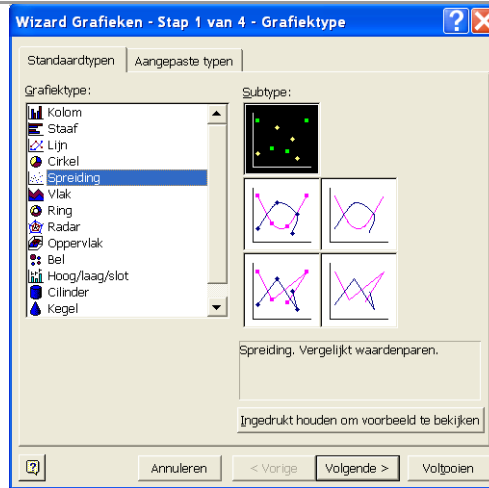 Wizard Grafieken - Stap 1 van 4 - Grafiektype
Standaardtypen
Aangepaste typen
Grafiektype:
Kolom
Staaf
Lijn
Cirkel
Spreiding
Vlak
Ring
Radar
Oppervlak
Bel
Hoog/laag/slot
Cilinder
Kegel
Subtype:
Spreiding. Vergelijkt waardenparen.
Ingedrukt houden om voorbeeld te bekijken
Annuleren
< Vorige
Volgende >
Voltooien